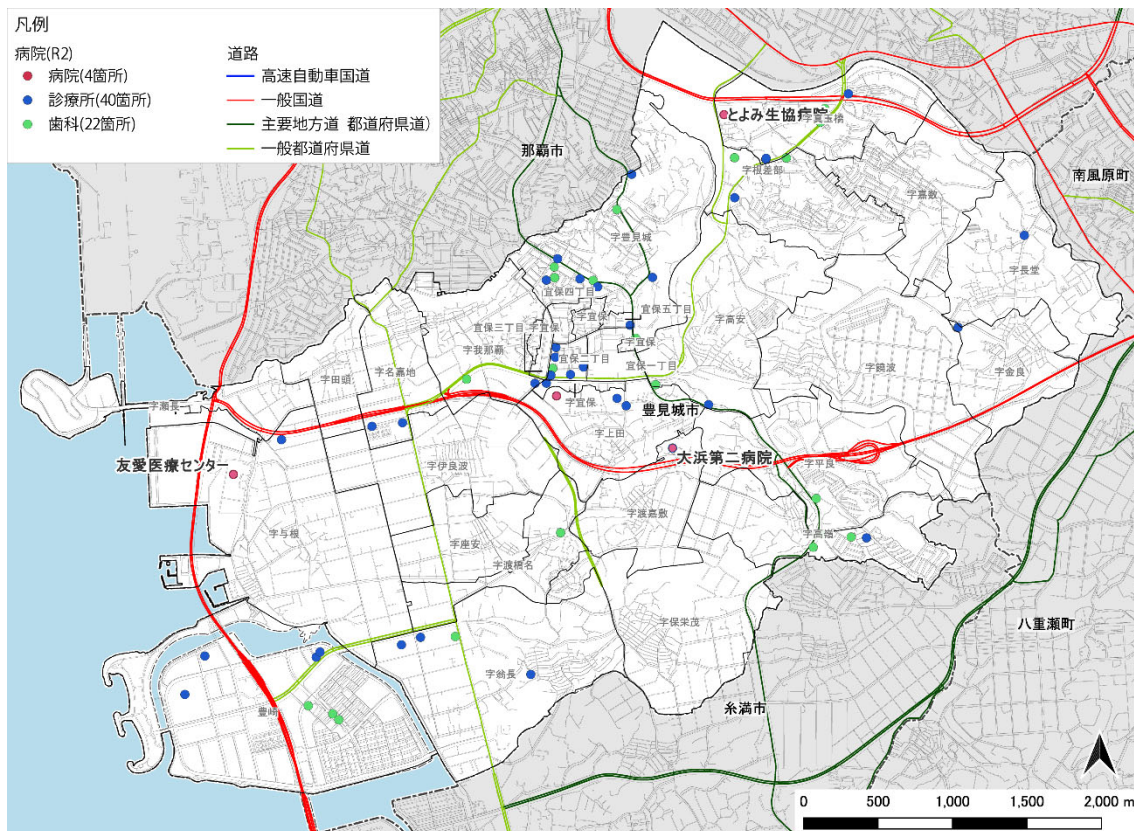 凡例
病院(R2)
病院(4箇所)
診療所(40箇所)
歯科(22箇所)
道路
高速自動車国道
一般国道
主要地方道 都道府県道)
一般都道府県道
那覇市
とよみ生協病院
字真玉橋
南風原町
字根差部
字嘉数
字豊見城
字長堂
宜保四丁目
宜保五丁目
字宜保
宜保三丁目
字宜保
字高安
字我那覇
宜保二丁目
字宜保
宜保一丁目
字饒波
字金良
字田頭
字名嘉地
字瀬長
字宜保
豊見城市
字上田
大浜第二病院
友愛医療センター
字伊良波
字平良
字与根
字渡嘉敷
字高嶺
字座安
字渡橋名
字保栄茂
八重瀬町
字翁長
豊崎
糸満市
0 500 1,000 1,500 2,000 m